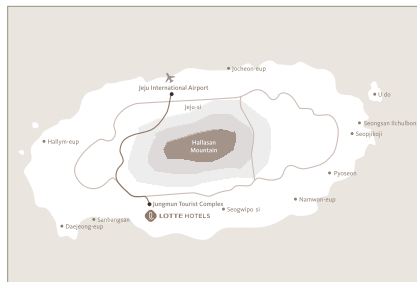 Jocheon-eup
Jeju International Airport
U do
Jeju-si
Seongsan Ilchulbong
Seopjikoji
Hallym-eup
Hallasan
Mountain
Pyoseon
Namwon-eup
Jungmun Tourist Complex
Seogwipo si
LOTTE HOTELS
Sanbangsan
Daejeong-eup